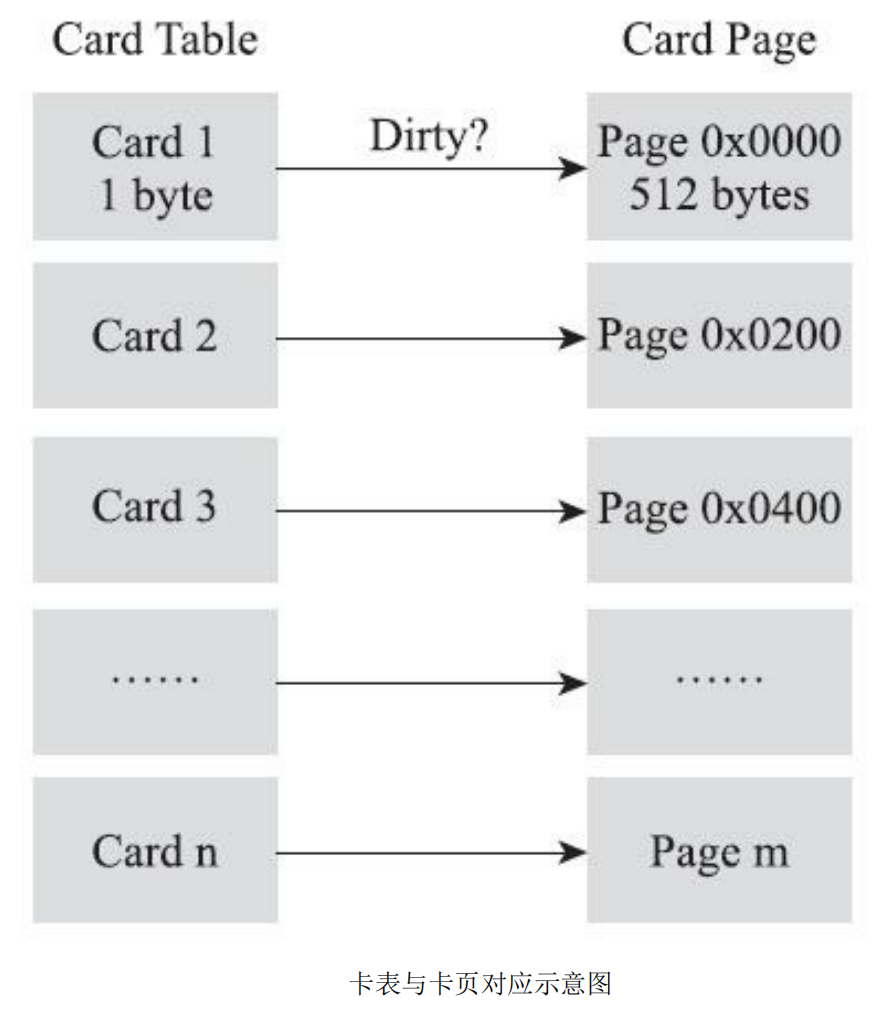 Card Table
Card Page
Card 1
1 byte
Dirty?
Page 0x0000
512 bytes
Card 2
Page 0x0200
Card 3
Page 0x0400
……
……
Card n
Page m
卡表与卡页对应示意图